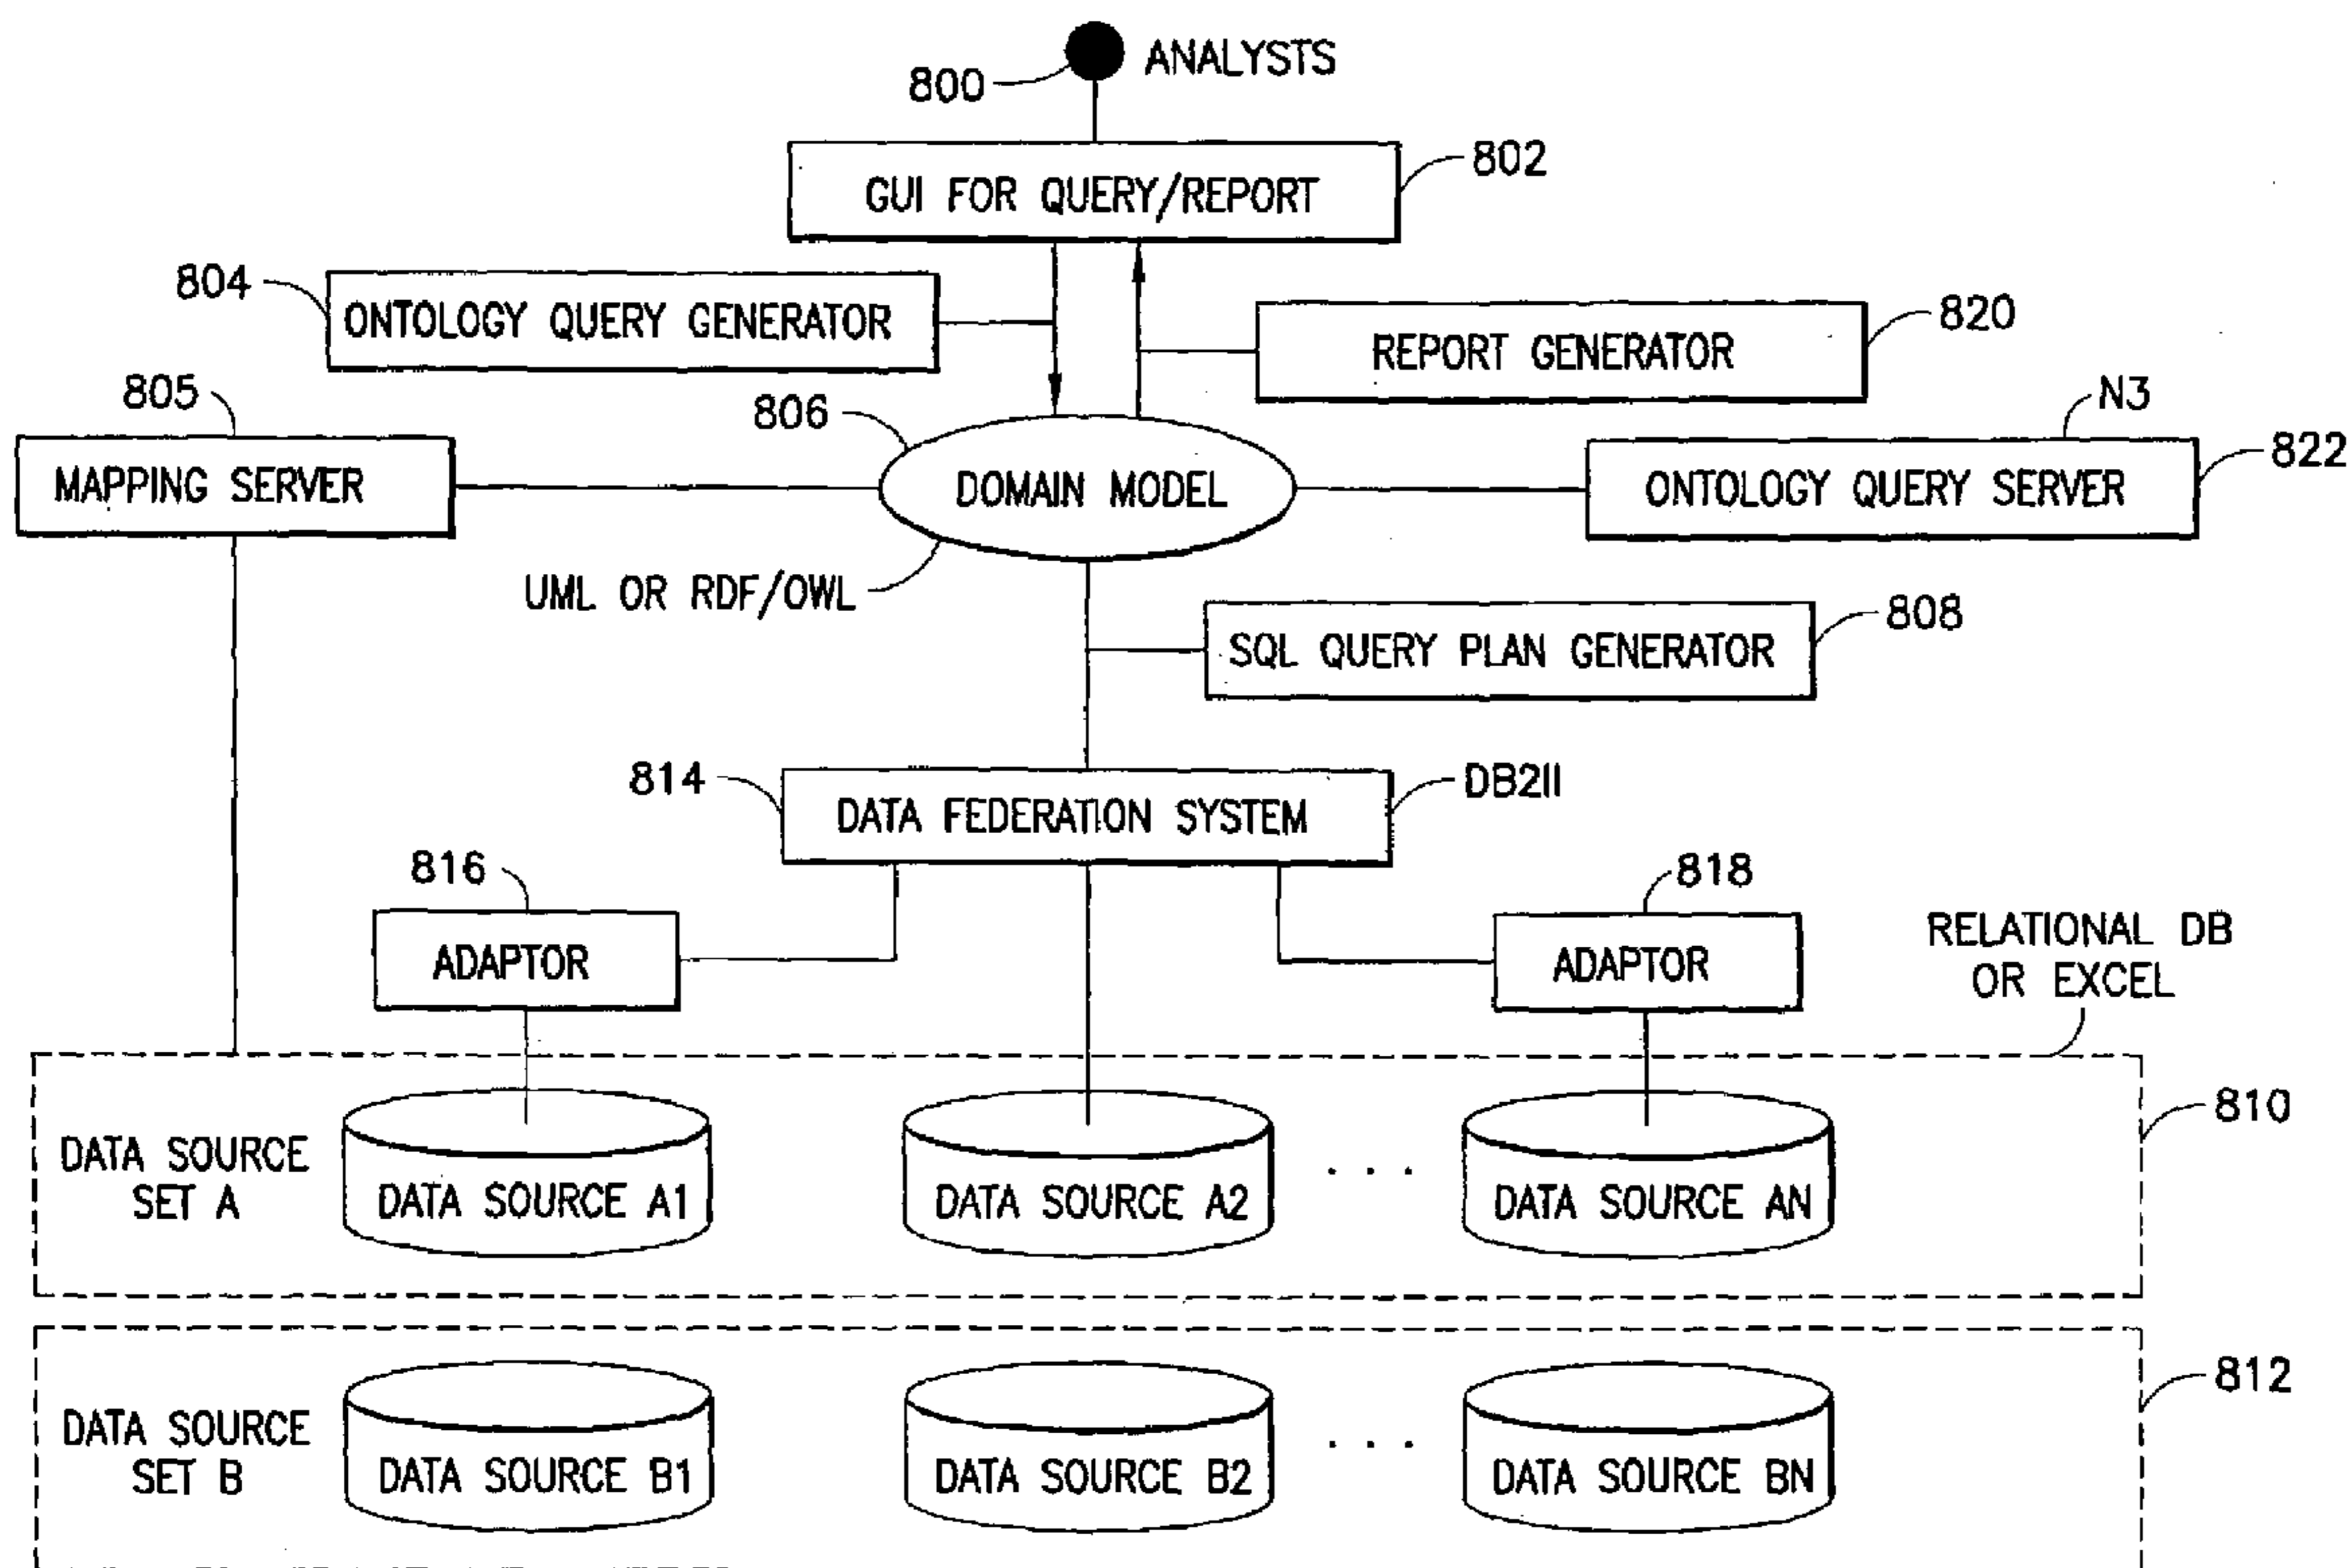 ANALYSTS
800
GUI FOR QUERY/REPORT
802
804
ONTOLOGY QUERY GENERATOR
REPORT GENERATOR
820
805
MAPPING SERVER
806
DOMAIN MODEL
N3
ONTOLOGY QUERY SERVER
822
UML OR RDF/OWL
SQL QUERY PLAN GENERATOR
808
814
DATA FEDERATION SYSTEM
DB2II
816
ADAPTOR
818
ADAPTOR
RELATIONAL DB
OR EXCEL
810
DATA SOURCE
SET A
DATA SOURCE A1
DATA SOURCE A2
. . .
DATA SOURCE AN
812
DATA SOURCE
SET B
DATA SOURCE B1
DATA SOURCE B2
. . .
DATA SOURCE BN